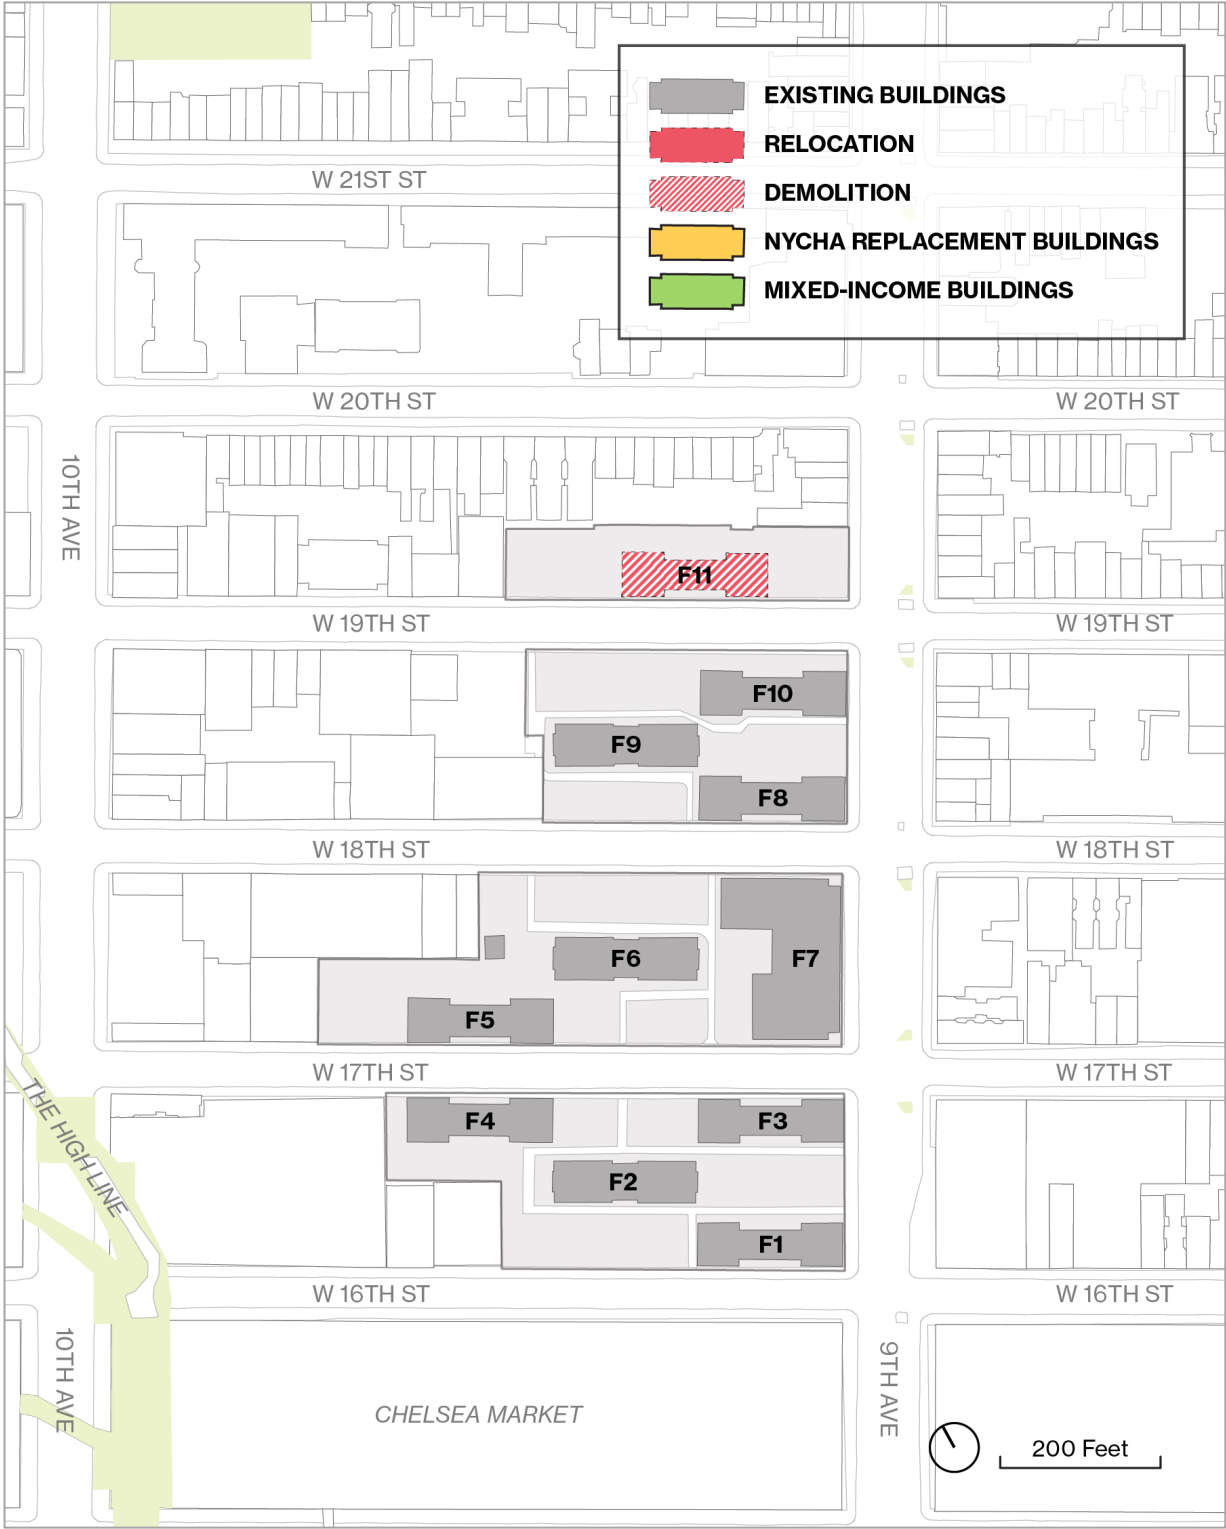 EXISTING BUILDINGS
RELOCATION
DEMOLITION
NYCHA REPLACEMENT BUILDINGS
MIXED-INCOME BUILDINGS
W 21ST ST
W 20TH ST
W 20TH ST
10TH AVE
F11
W 19TH ST
W 19TH ST
F10
F9
F8
W 18TH ST
W 18TH ST
F6
F7
F5
W 17TH ST
W 17TH ST
THE HIGH LINE
F4
F3
F2
F1
W 16TH ST
W 16TH ST
10TH AVE
9TH AVE
CHELSEA MARKET
200 Feet